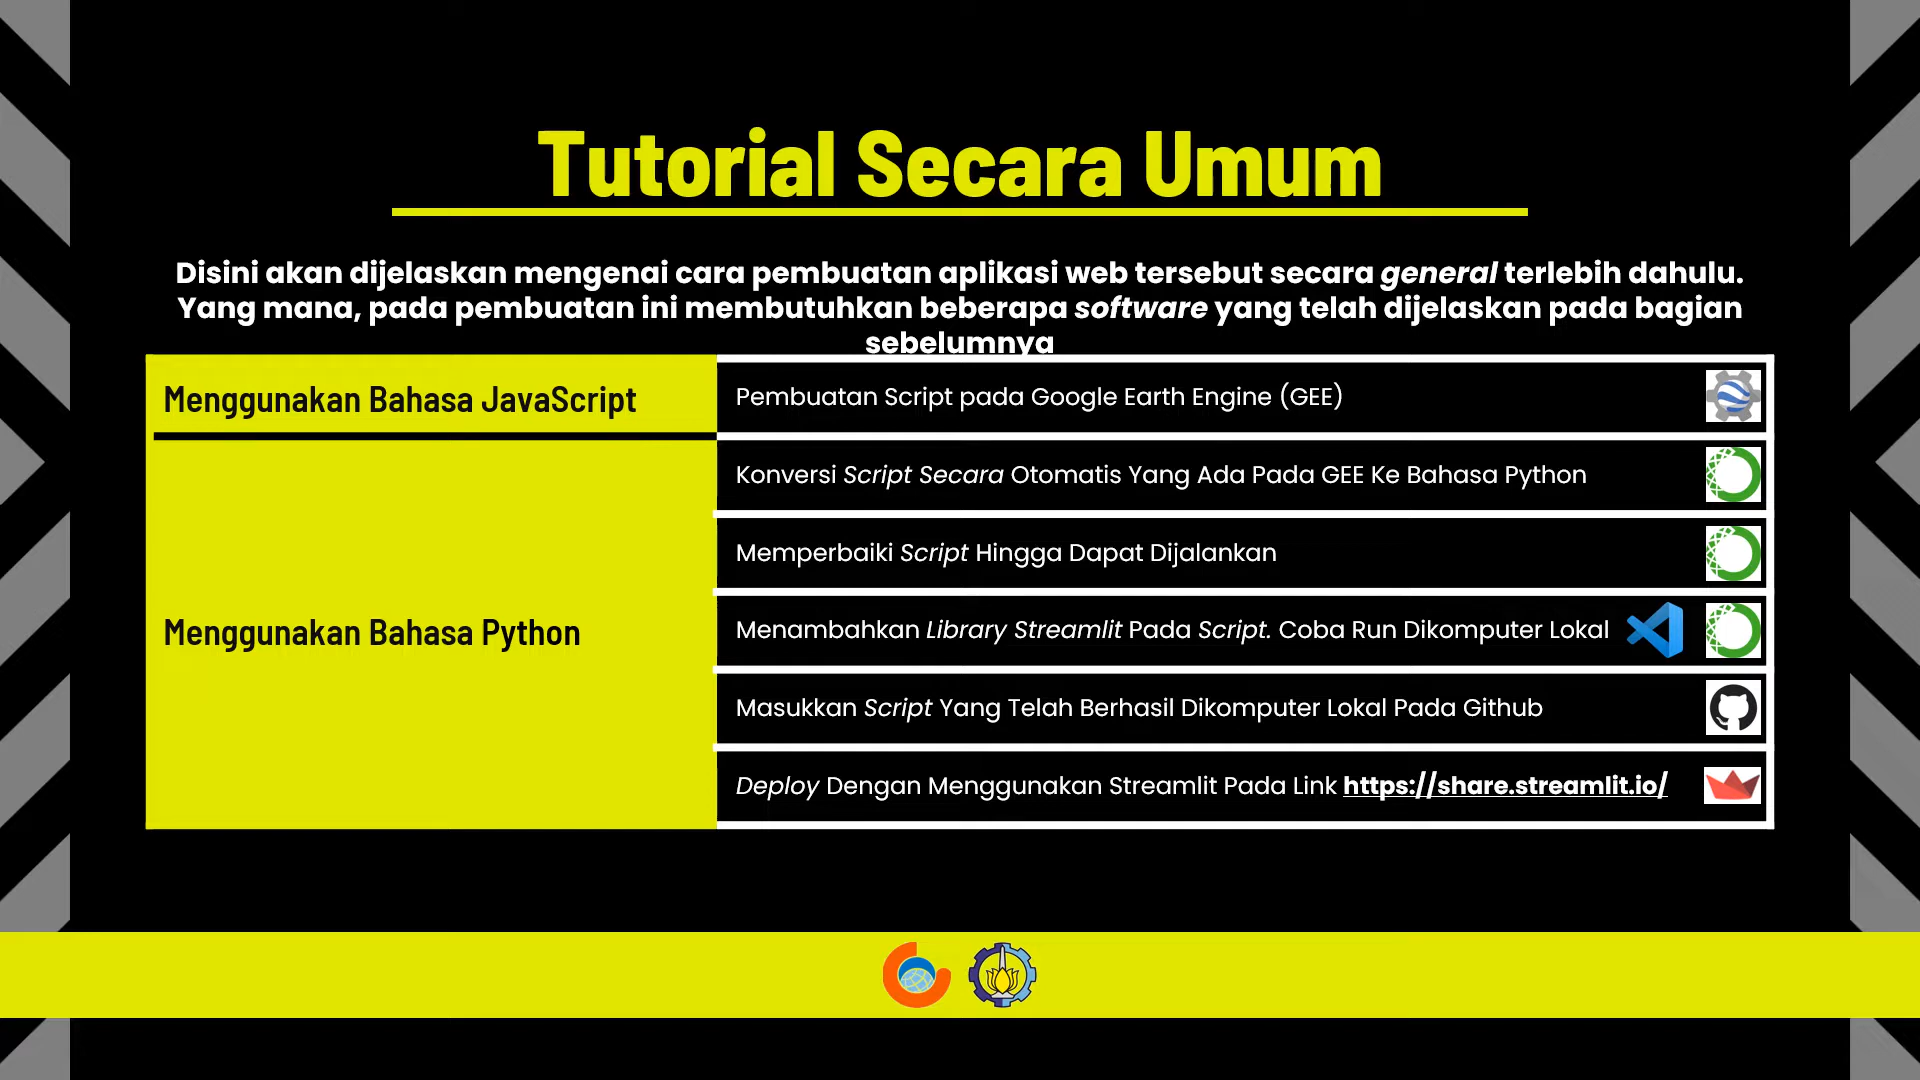 Tutorial Secara Umum
Disini akan dijelaskan mengenai cara pembuatan aplikasi web tersebut secara general terlebih dahulu.
Yang mana, pada pembuatan ini membutuhkan beberapa software yang telah dijelaskan pada bagian
sebelumnya
Menggunakan Bahasa JavaScript
Pembuatan Script pada Google Earth Engine (GEE)
Menggunakan Bahasa Python
Konversi Script Secara Otomatis Yang Ada Pada GEE Ke Bahasa Python
Memperbaiki Script Hingga Dapat Dijalankan
Menambahkan Library Streamlit Pada Script. Coba Run Dikomputer Lokal
Masukkan Script Yang Telah Berhasil Dikomputer Lokal Pada Github
Deploy Dengan Menggunakan Streamlit Pada Link https://share.streamlit.io/